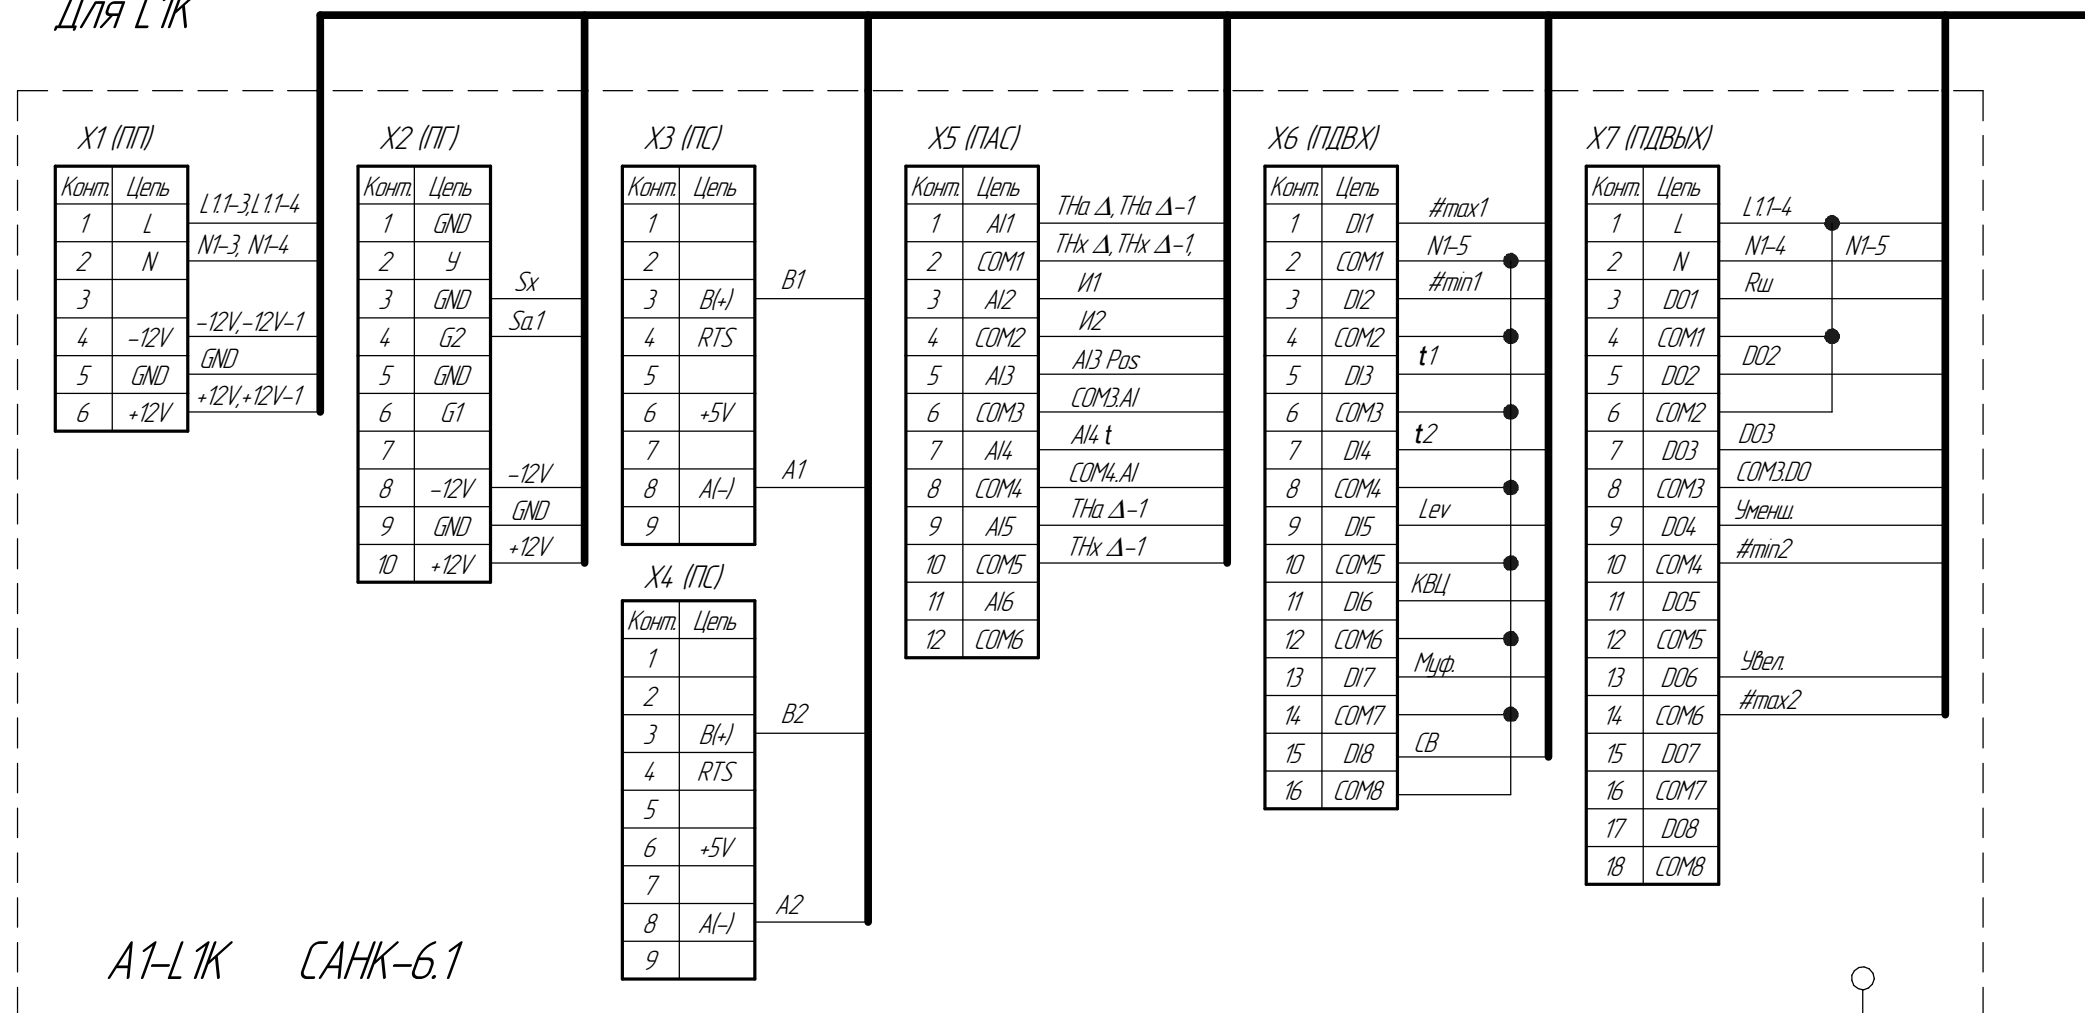 Для L1К
X1 (ПП)
Конт. Цепь
1 L L1.1-3,L1.1-4
2 N N1-3, N1-4
3
4 -12V -12V,-12V-1
5 GND GND
6 +12V +12V,+12V-1
X2 (ПГ)
Конт. Цепь
1 GND
2 У
3 GND Sx
4 G2 Sa1
5 GND
6 G1
7
8 -12V -12V
9 GND GND
10 +12V +12V
X3 (ПС)
Конт. Цепь
1
2
3 B(+) B1
4 RTS
5
6 +5V
7
8 A(-) A1
9
X4 (ПС)
Конт. Цепь
1
2
3 B(+) B2
4 RTS
5
6 +5V
7
8 A(-) A2
9
X5 (ПАС)
Конт. Цепь
1 AI1 ТНа Δ,ТНа Δ-1
2 COM1 ТНх Δ,ТНх Δ-1,
3 AI2 И1
4 COM2 И2
5 AI3 AI3 Pos
6 COM3 COM3.AI
7 AI4 AI4 t
8 COM4 COM4.AI
9 AI5 ТНа Δ-1
10 COM5 ТНх Δ-1
11 AI6
12 COM6
X6 (ПДВХ)
Конт. Цепь
1 DI1 #max1
2 COM1 N1-5
3 DI2 #min1
4 COM2
5 DI3 t1
6 COM3
7 DI4 t2
8 COM4
9 DI5 Lev
10 COM5
11 DI6 КВЦ
12 COM6
13 DI7 Муф.
14 COM7
15 DI8 СВ
16 COM8
X7 (ПДВЫХ)
Конт. Цепь
1 L L1.1-4
2 N N1-4 N1-5
3 DO1 Rш
4 COM1
5 DO2 DO2
6 COM2
7 DO3 DO3
8 COM3 COM3.DO
9 DO4 Уменш.
10 COM4 #min2
11 DO5
12 COM5
13 DO6 Увел.
14 COM6 #max2
15 DO7
16 COM7
17 DO8
18 COM8
А1-L1К САНК-6.1